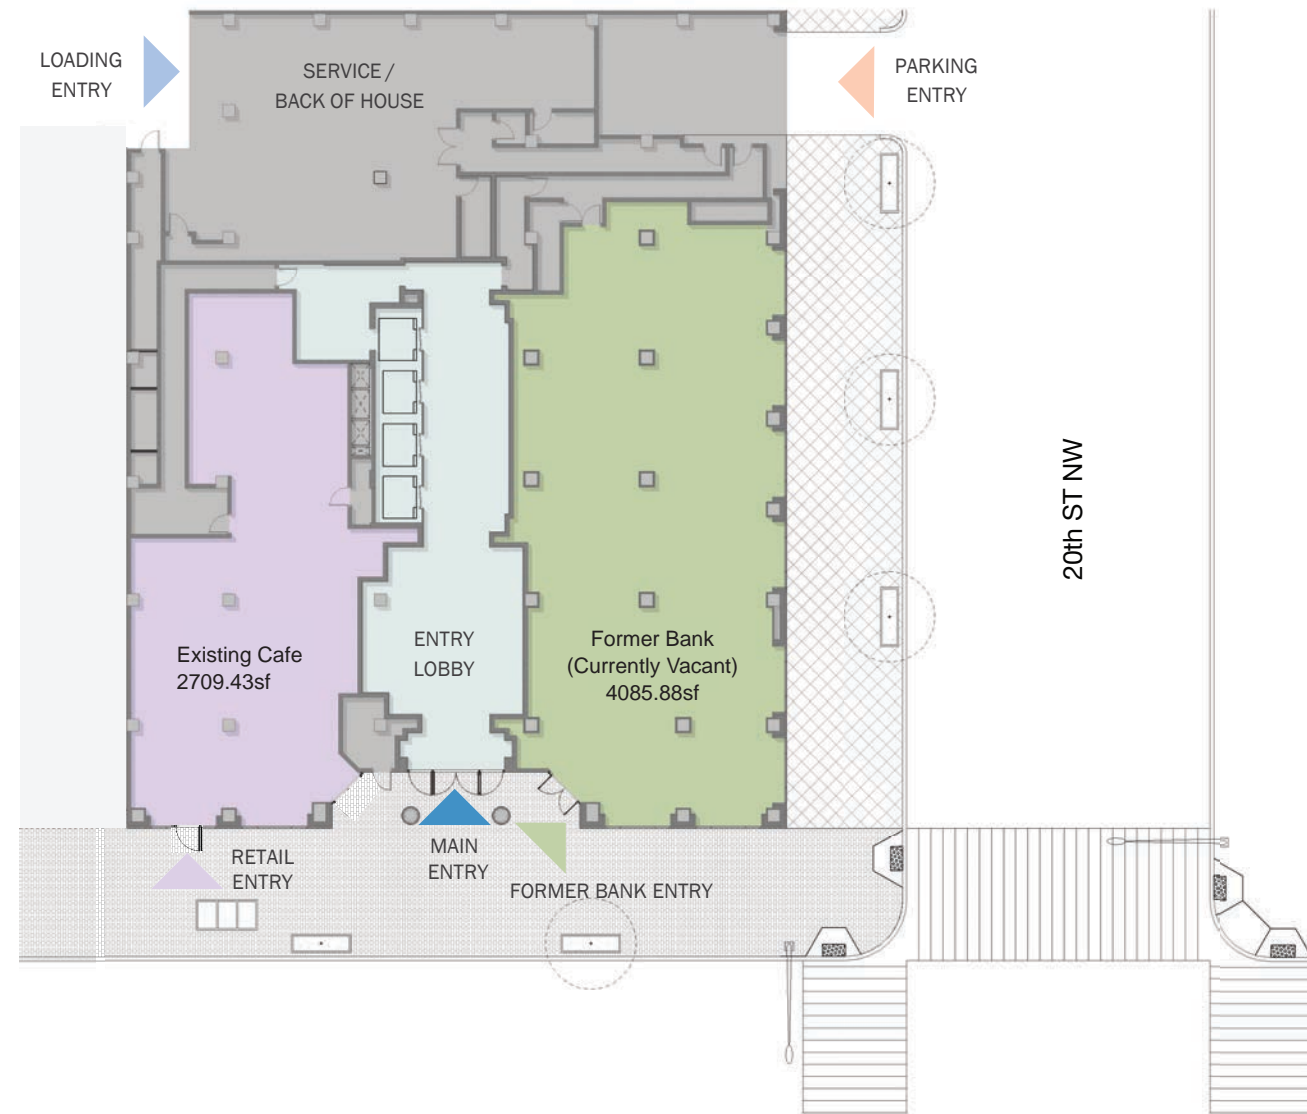 LOADING
ENTRY
SERVICE /
BACK OF HOUSE
PARKING
ENTRY
20th ST NW
Existing Cafe
2709.43sf
ENTRY
LOBBY
Former Bank
(Currently Vacant)
4085.88sf
RETAIL
ENTRY
MAIN
ENTRY
FORMER BANK ENTRY